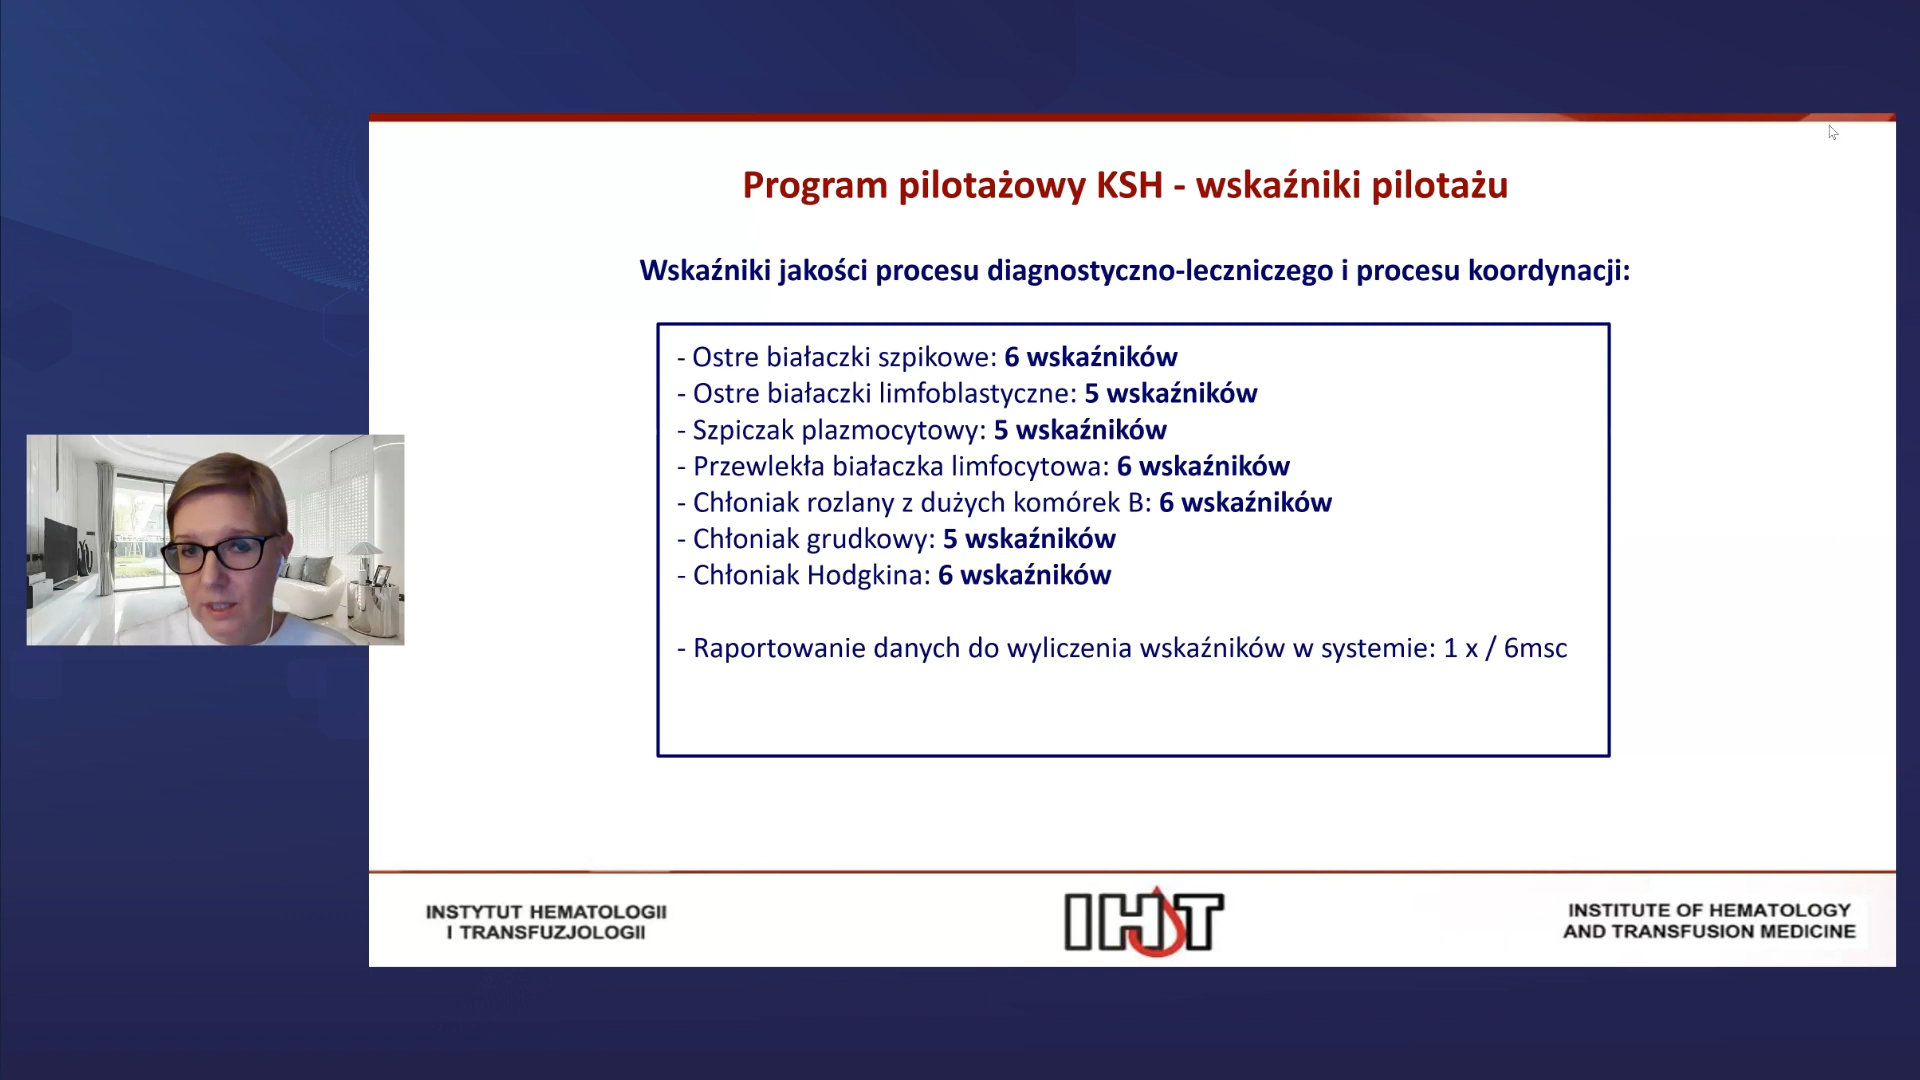 Program pilotażowy KSH - wskaźniki pilotażu
Wskaźniki jakości procesu diagnostyczno-leczniczego i procesu koordynacji:
- Ostre białaczki szpikowe: 6 wskaźników
- Ostre białaczki limfoblastyczne: 5 wskaźników
- Szpiczak plazmocytowy: 5 wskaźników
- Przewlekła białaczka limfocytowa: 6 wskaźników
- Chłoniak rozlany z dużych komórek B: 6 wskaźników
- Chłoniak grudkowy: 5 wskaźników
- Chłoniak Hodgkina: 6 wskaźników
- Raportowanie danych do wyliczenia wskaźników w systemie: 1 x / 6msc
INSTYTUT HEMATOLOGII
I TRANSFUZJOLOGII
IHiT
INSTITUTE OF HEMATOLOGY
AND TRANSFUSION MEDICINE